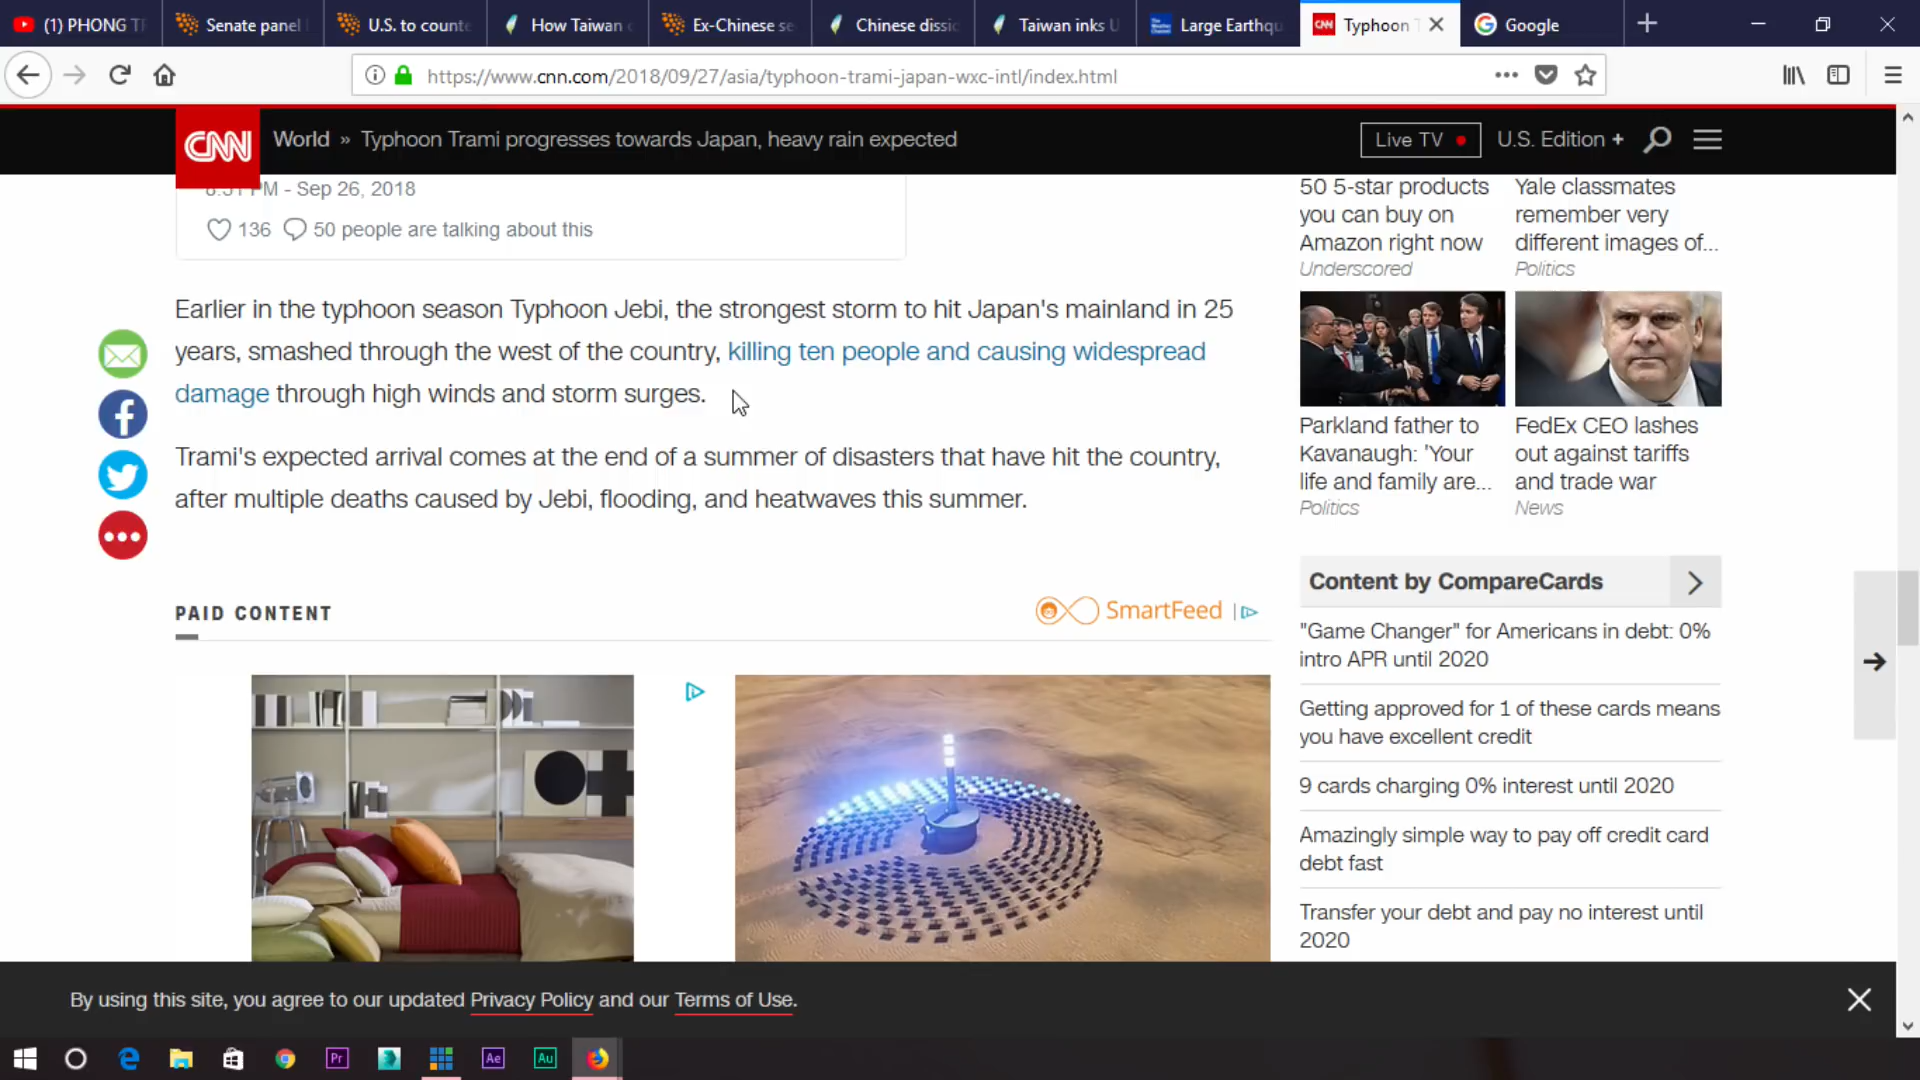 (1) PHONG T
Senate panel
U.S. to counte
How Taiwan
Ex-Chinese se
Chinese dissi
Taiwan inks U
Large Earthqu
Typhoon T
Google
https://www.cnn.com/2018/09/27/asia/typhoon-trami-japan-wxc-intl/index.html
CNN
World » Typhoon Trami progresses towards Japan, heavy rain expected
Live TV
U.S. Edition +
PM - Sep 26, 2018
136 50 people are talking about this
Earlier in the typhoon season Typhoon Jebi, the strongest storm to hit Japan's mainland in 25
years, smashed through the west of the country, killing ten people and causing widespread
damage through high winds and storm surges.
Trami's expected arrival comes at the end of a summer of disasters that have hit the country,
after multiple deaths caused by Jebi, flooding, and heatwaves this summer.
PAID CONTENT
SmartFeed
50 5-star products
you can buy on
Amazon right now
Underscored
Yale classmates
remember very
different images of...
Politics
Parkland father to
Kavanaugh: 'Your
life and family are...
Politics
FedEx CEO lashes
out against tariffs
and trade war
News
Content by CompareCards
"Game Changer" for Americans in debt: 0%
intro APR until 2020
Getting approved for 1 of these cards means
you have excellent credit
9 cards charging 0% interest until 2020
Amazingly simple way to pay off credit card
debt fast
Transfer your debt and pay no interest until
2020
By using this site, you agree to our updated Privacy Policy and our Terms of Use.
Pr
Ae
Au